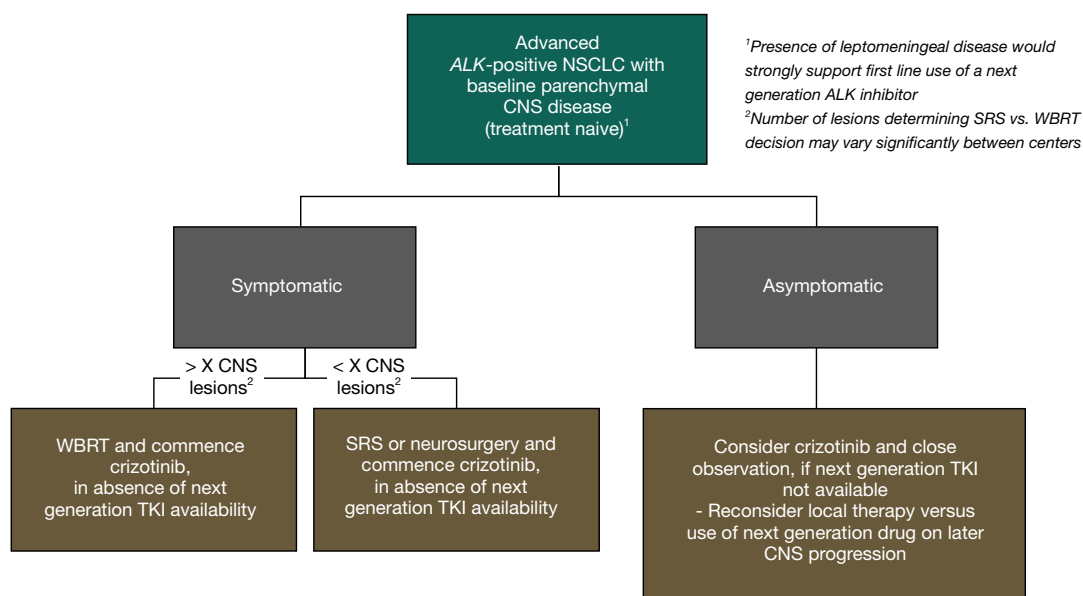 Advanced
ALK-positive NSCLC with
baseline parenchymal
CNS disease
(treatment naive)¹
¹Presence of leptomeningeal disease would
strongly support first line use of a next
generation ALK inhibitor
²Number of lesions determining SRS vs. WBRT
decision may vary significantly between centers
Symptomatic
Asymptomatic
> X CNS
lesions²
< X CNS
lesions²
WBRT and commence
crizotinib,
in absence of next
generation TKI availability
SRS or neurosurgery and
commence crizotinib,
in absence of next
generation TKI availability
Consider crizotinib and close
observation, if next generation TKI
not available
- Reconsider local therapy versus
use of next generation drug on later
CNS progression